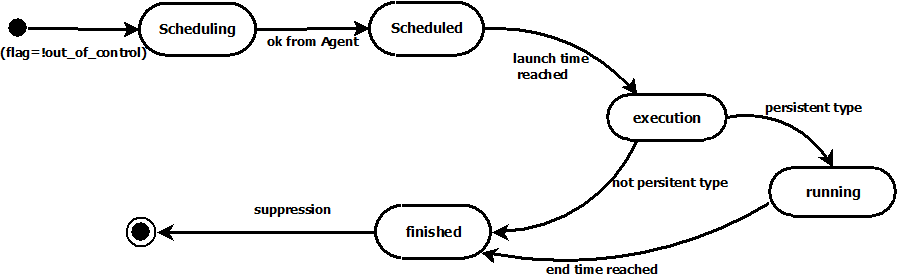 Scheduling
Scheduled
(flag=!out_of_control)
ok from Agent
launch time
reached
persistent type
execution
not persitent type
running
suppression
finished
end time reached